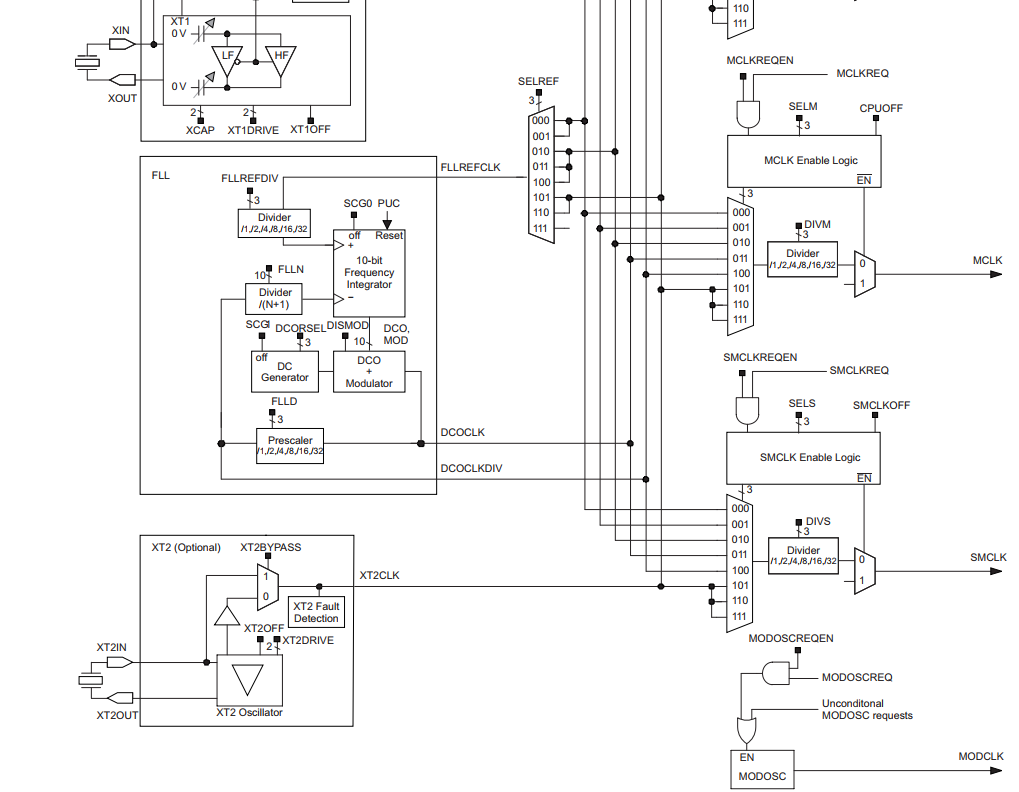 110
111
XT1
0 V
LF
HF
0 V
XIN
XOUT
2
2
XCAP
XT1DRIVE
XT1OFF
SELREF
3
000
001
010
011
100
101
110
111
MCLKREQEN
MCLKREQ
SELM
3
CPUOFF
MCLK Enable Logic
EN
3
000
001
010
011
100
101
110
111
DIVM
3
Divider
/1,/2,/4,/8,/16,/32
0
1
MCLK
FLL
FLLREFCLK
FLLREFDIV
3
Divider
/1,/2,/4,/8,/16,/32
SCG0
PUC
off
Reset
+
10-bit
Frequency
Integrator
−
FLLN
10
Divider
/(N+1)
SCG1
DCORSEL
DISMOD
DCO,
MOD
off
3
10
DC
Generator
DCO
+
Modulator
FLLD
3
Prescaler
/1,/2,/4,/8,/16,/32
DCOCLK
DCOCLKDIV
SMCLKREQEN
SMCLKREQ
SELS
3
SMCLKOFF
SMCLK Enable Logic
EN
3
000
001
010
011
100
101
110
111
DIVS
3
Divider
/1,/2,/4,/8,/16,/32
0
1
SMCLK
XT2 (Optional)
XT2BYPASS
1
0
XT2CLK
XT2 Fault
Detection
XT2OFF
2
XT2DRIVE
XT2IN
XT2OUT
XT2 Oscillator
MODOSCREQEN
MODOSCREQ
Unconditonal
MODOSC requests
EN
MODOSC
MODCLK